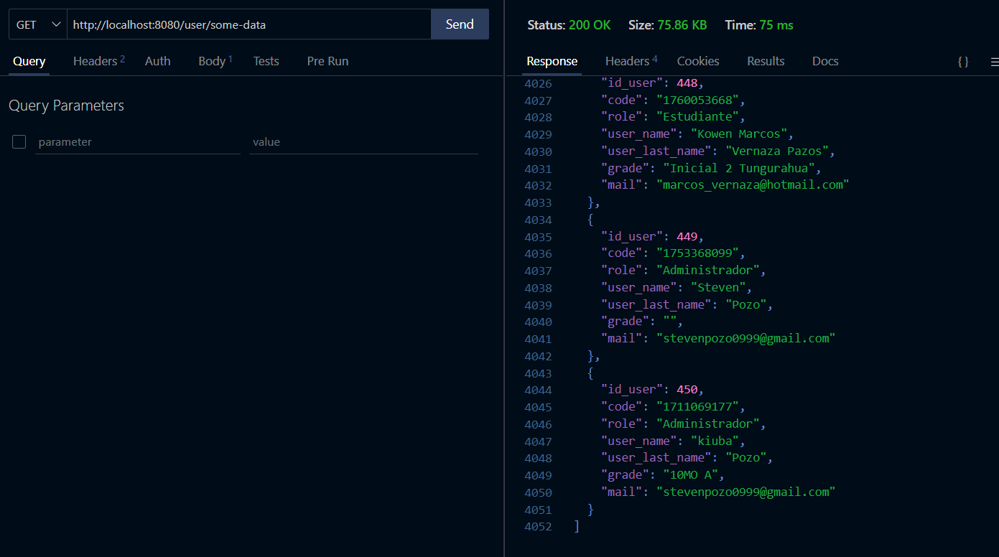 GET http://localhost:8080/user/some-data Send
Query Headers 2 Auth Body 1 Tests Pre Run
Query Parameters
parameter value
Status: 200 OK Size: 75.86 KB Time: 75 ms
Response Headers 4 Cookies Results Docs {}
4026 "id_user": 448,
4027 "code": "1760053668",
4028 "role": "Estudiante",
4029 "user_name": "Kowen Marcos",
4030 "user_last_name": "Vernaza Pazos",
4031 "grade": "Inicial 2 Tungurahua",
4032 "mail": "marcos_vernaza@hotmail.com"
4033 },
4034 {
4035 "id_user": 449,
4036 "code": "1753368099",
4037 "role": "Administrador",
4038 "user_name": "Steven",
4039 "user_last_name": "Pozo",
4040 "grade": "",
4041 "mail": "stevenpozo0999@gmail.com"
4042 },
4043 {
4044 "id_user": 450,
4045 "code": "1711069177",
4046 "role": "Administrador",
4047 "user_name": "kiuba",
4048 "user_last_name": "Pozo",
4049 "grade": "10MO A",
4050 "mail": "stevenpozo0999@gmail.com"
4051 }
4052 ]